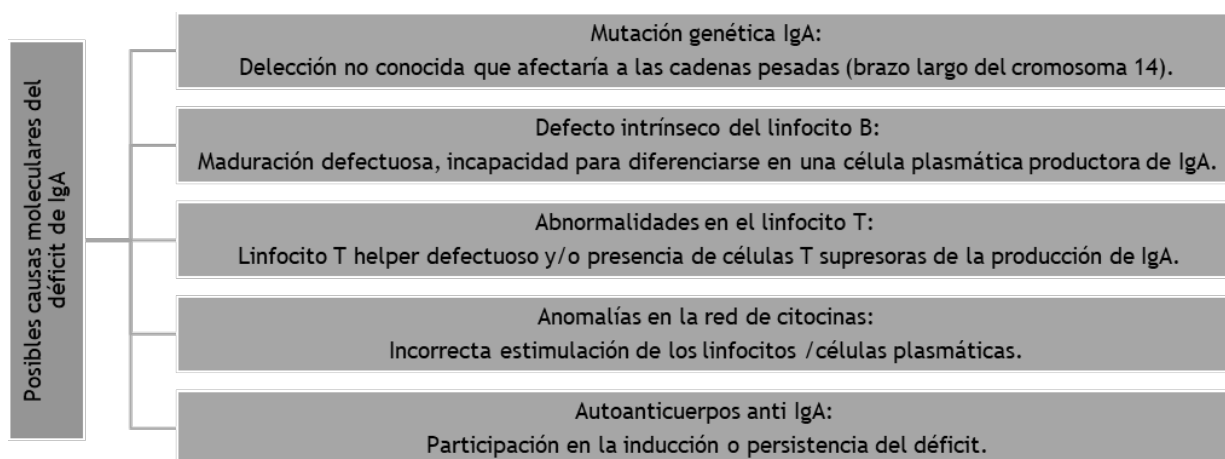 Posibles causas moleculares del
déficit de IgA
Mutación genética IgA:
Delección no conocida que afectaría a las cadenas pesadas (brazo largo del cromosoma 14).
Defecto intrínseco del linfocito B:
Maduración defectuosa, incapacidad para diferenciarse en una célula plasmática productora de IgA.
Abnormalidades en el linfocito T:
Linfocito T helper defectuoso y/o presencia de células T supresoras de la producción de IgA.
Anomalías en la red de citocinas:
Incorrecta estimulación de los linfocitos /células plasmáticas.
Autoanticuerpos anti IgA:
Participación en la inducción o persistencia del déficit.